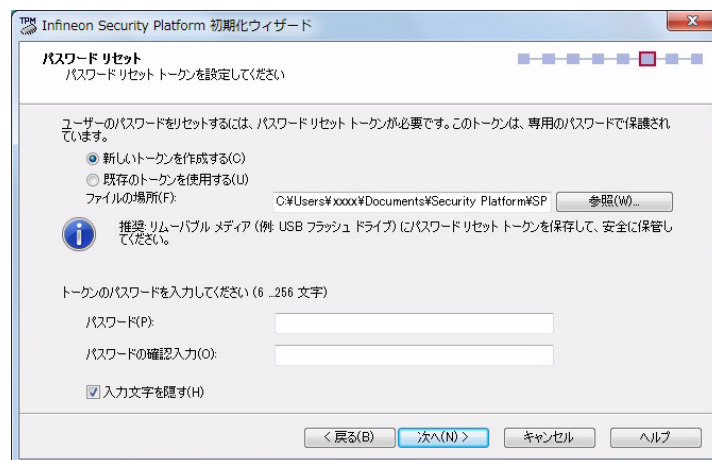 TPM
Infineon Security Platform 初期化ウィザード
パスワード リセット
パスワード リセット トークンを設定してください
ユーザーのパスワードをリセットするには、パスワード リセット トークンが必要です。このトークンは、専用のパスワードで保護され
ています。
新しいトークンを作成する(C)
既存のトークンを使用する(U)
ファイルの場所(F):
C:¥Users¥xxxx¥Documents¥Security Platform¥SP
参照(W)...
推奨: リムーバブル メディア (例: USB フラッシュ ドライブ) にパスワード リセット トークンを保存して、安全に保管し
てください。
トークンのパスワードを入力してください (6 ...256 文字)
パスワード(P):
パスワードの確認入力(O):
入力文字を隠す(H)
< 戻る(B)
次へ(N) >
キャンセル
ヘルプ